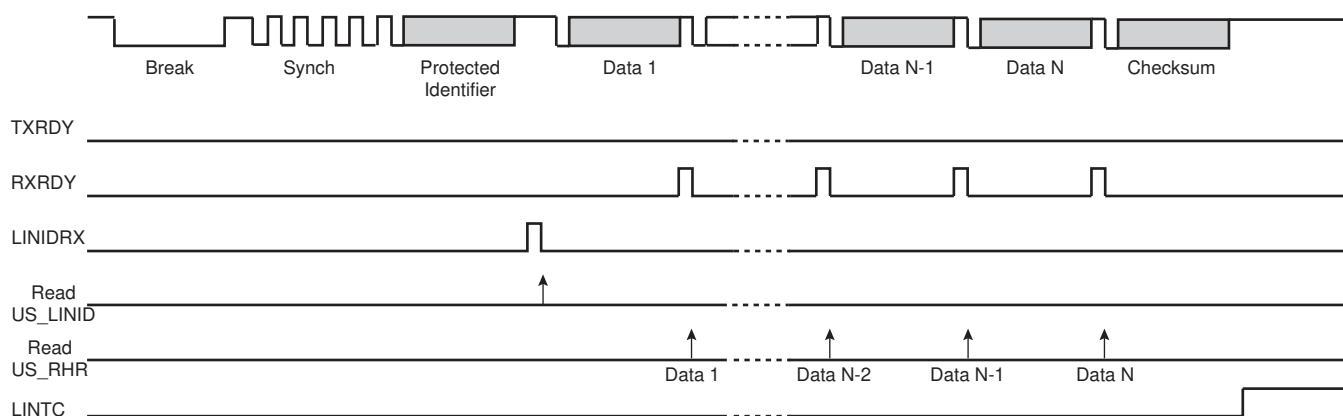 Break
Synch
Protected
Identifier
Data 1
Data N-1
Data N
Checksum
TXRDY
RXRDY
LINIDRX
Read
US_LINID
Read
US_RHR
Data 1
Data N-2
Data N-1
Data N
LINTC